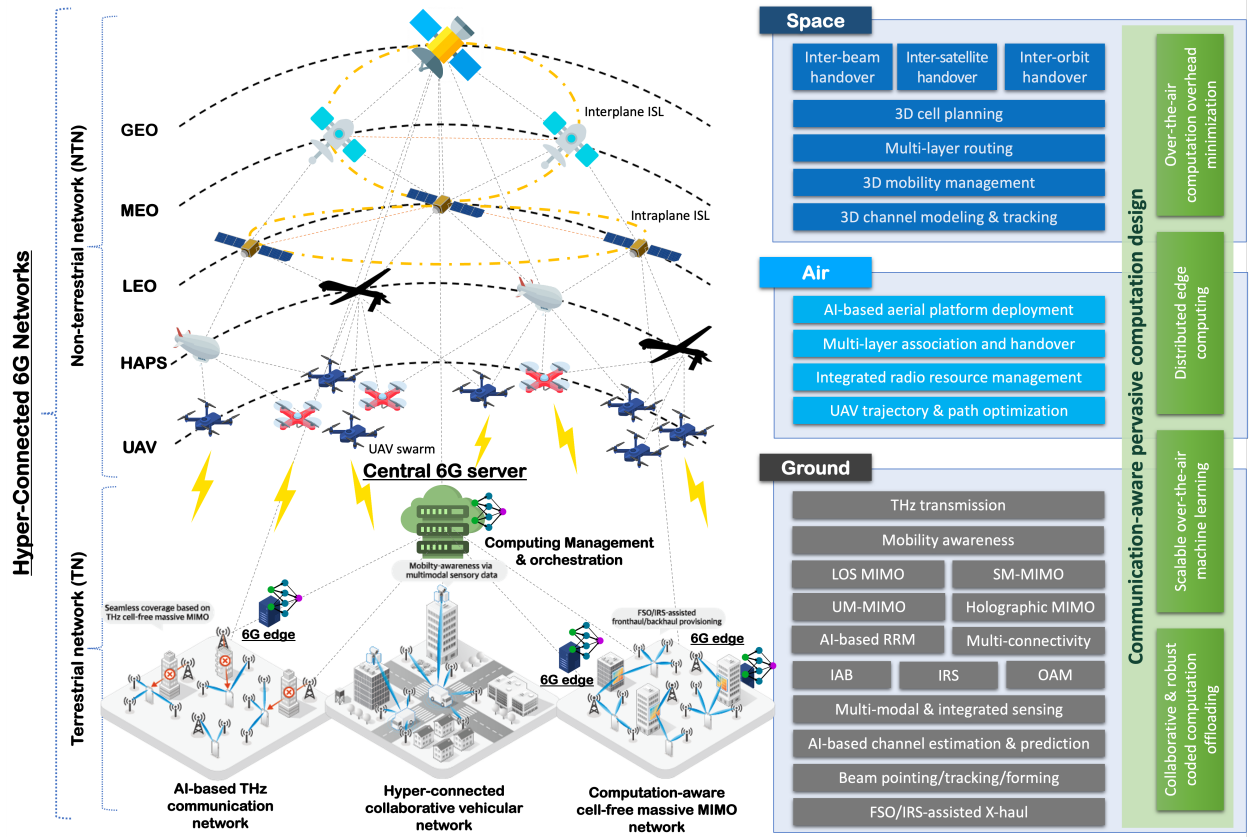 Hyper-Connected 6G Networks
Non-terrestrial network (NTN)
Terrestrial network (TN)
GEO
MEO
LEO
HAPS
UAV
Interplane ISL
Intraplane ISL
UAV swarm
Central 6G server
Computing Management
& orchestration
Mobilty-awareness via
multimodal sensory data
Seamless coverage based on
THz cell-free massive MIMO
6G edge
FSO/IRS-assisted
fronthaul/backhaul provisioning
6G edge
6G edge
AI-based THz
communication
network
Hyper-connected
collaborative vehicular
network
Computation-aware
cell-free massive MIMO
network
Space
Inter-beam
handover
Inter-satellite
handover
Inter-orbit
handover
3D cell planning
Multi-layer routing
3D mobility management
3D channel modeling & tracking
Air
AI-based aerial platform deployment
Multi-layer association and handover
Integrated radio resource management
UAV trajectory & path optimization
Ground
THz transmission
Mobility awareness
LOS MIMO
SM-MIMO
UM-MIMO
Holographic MIMO
AI-based RRM
Multi-connectivity
IAB
IRS
OAM
Multi-modal & integrated sensing
AI-based channel estimation & prediction
Beam pointing/tracking/forming
FSO/IRS-assisted X-haul
Communication-aware pervasive computation design
Over-the-air
computation overhead
minimization
Distributed edge
computing
Scalable over-the-air
machine learning
Collaborative & robust
coded computation
offloading